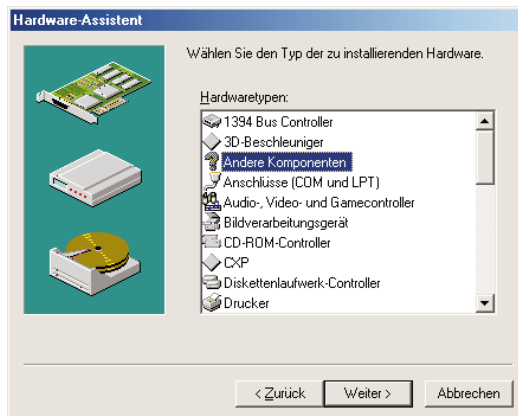 Hardware-Assistent
Wählen Sie den Typ der zu installierenden Hardware.
Hardwaretypen:
1394 Bus Controller
3D-Beschleuniger
Andere Komponenten
Anschlüsse (COM und LPT)
Audio-, Video- und Gamecontroller
Bildverarbeitungsgerät
CD-ROM-Controller
CXP
Diskettenlaufwerk-Controller
Drucker
< Zurück
Weiter >
Abbrechen